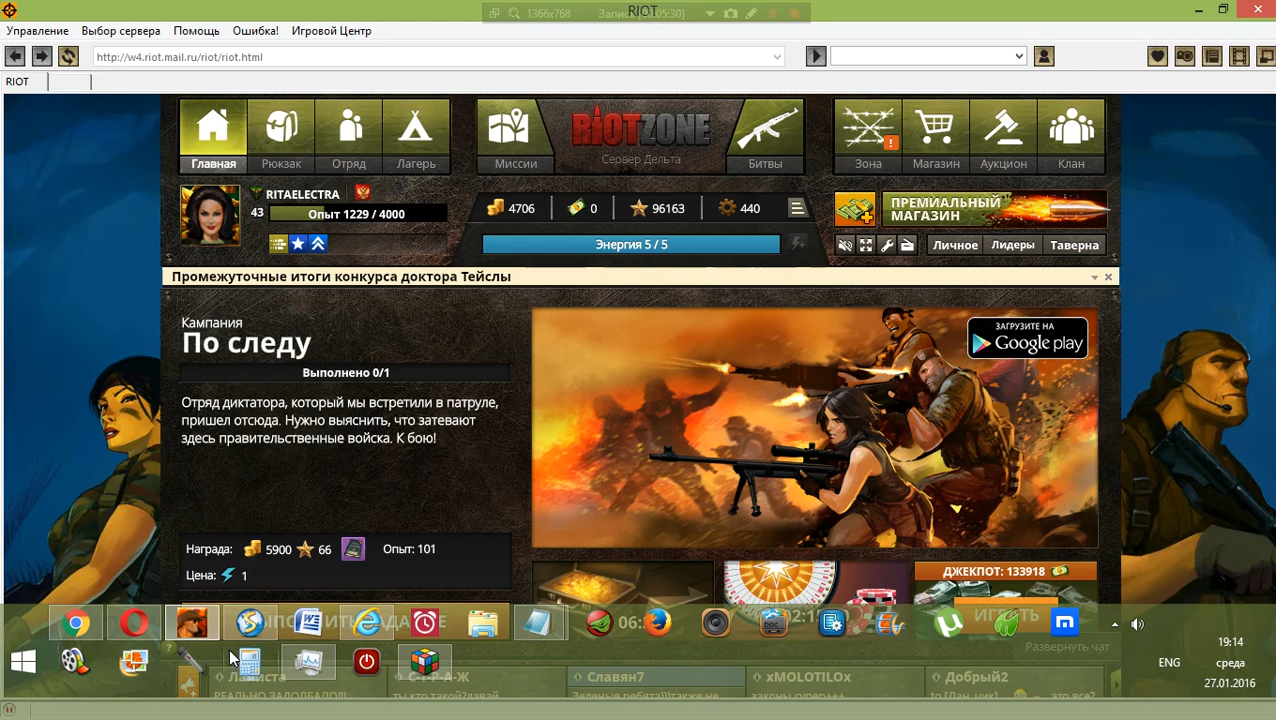 RIOT
1366x768
Управление Выбор сервера Помощь Ошибка! Игровой Центр
http://w4.riot.mail.ru/riot/riot.html
RIOT
RIOTZONE
Сервер Дельта
Главная Рюкзак Отряд Лагерь Миссии Битвы Зона Магазин Аукцион Клан
RITAELECTRA
43 Опыт 1229 / 4000
4706 0 96163 440
Энергия 5 / 5
ПРЕМИАЛЬНЫЙ
МАГАЗИН
Личное Лидеры Таверна
Промежуточные итоги конкурса доктора Тейслы
Кампания
По следу
Выполнено 0/1
Отряд диктатора, который мы встретили в патруле,
пришел отсюда. Нужно выяснить, что затевают
здесь правительственные войска. К бою!
ЗАГРУЗИТЕ НА
Google play
Награда: 5900 66 Опыт: 101
Цена: 1
ДЖЕКПОТ: 133918
Развернуть чат
С-Т-Р-А-Ж Славян7 xMOLOTILOx Добрый2
19:14
ENG среда
27.01.2016